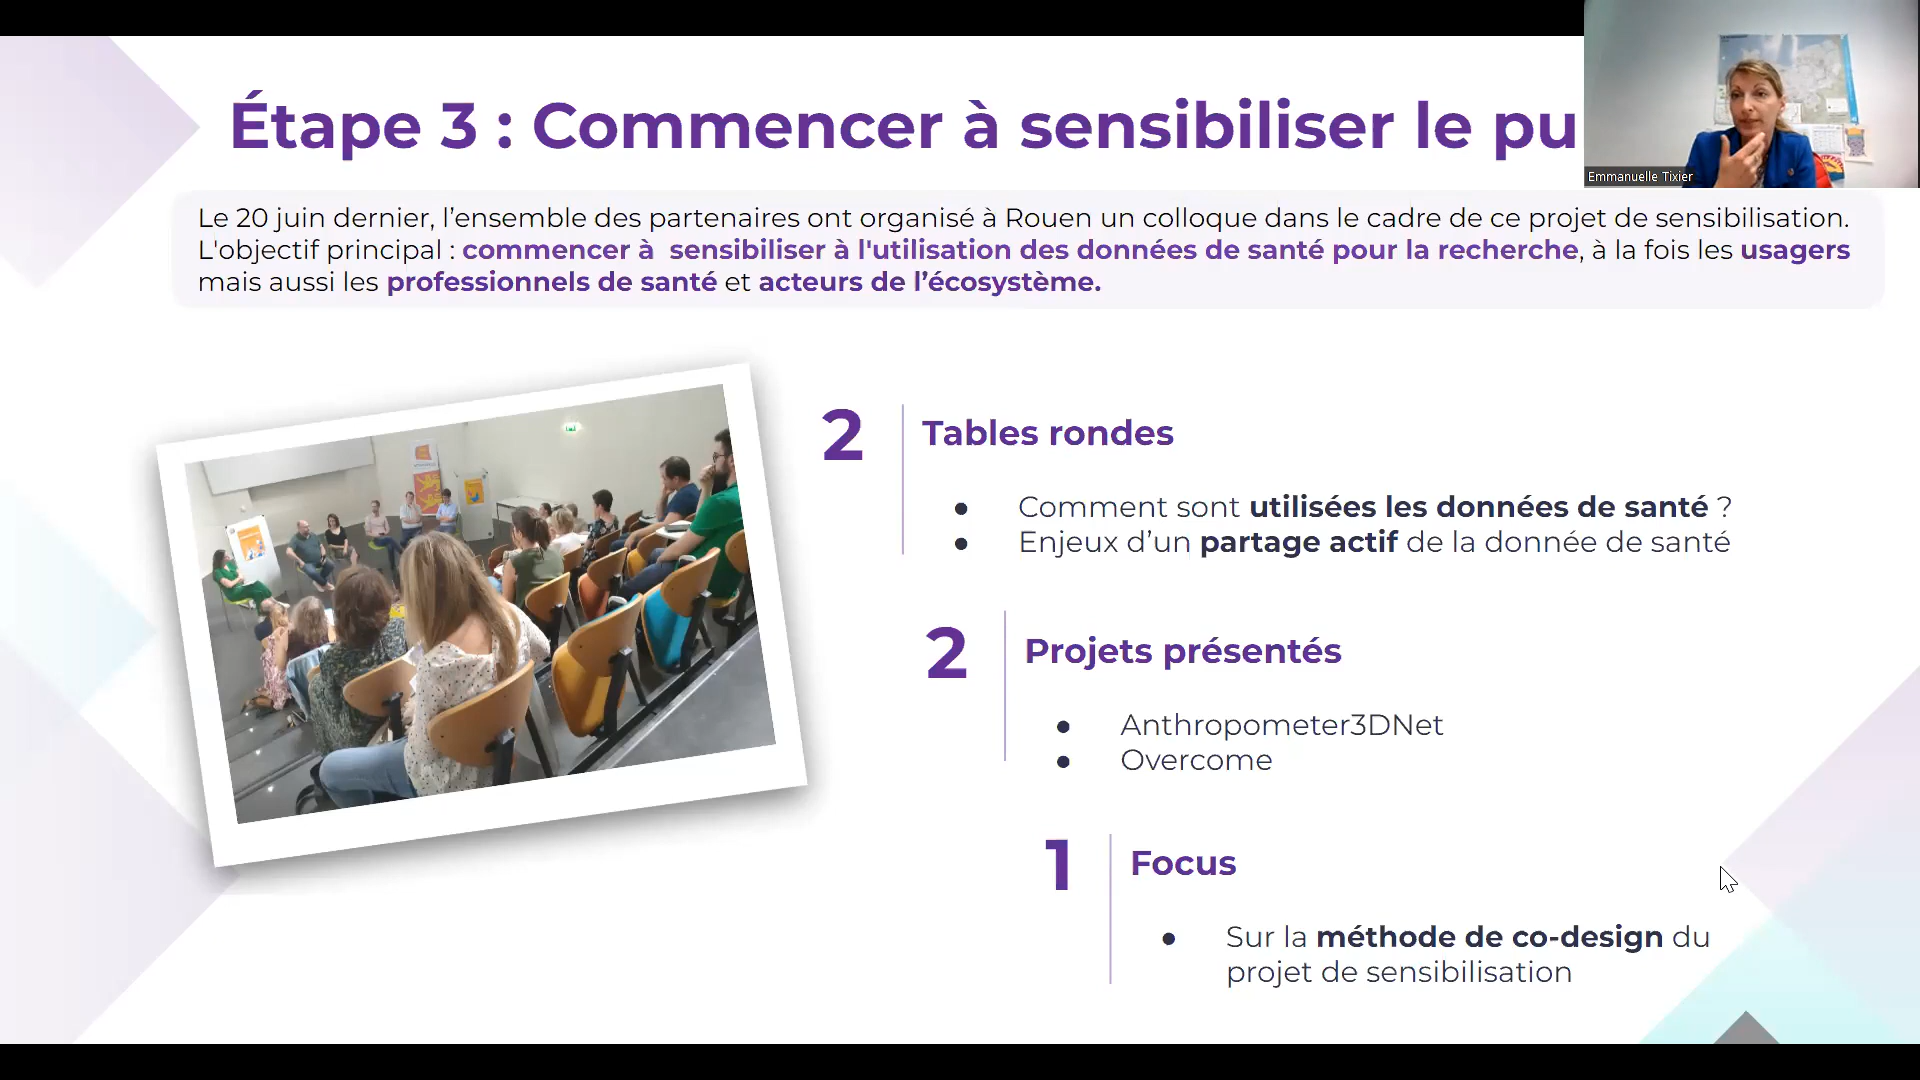 Étape 3 : Commencer à sensibiliser le pu
Emmanuelle Tixier
Le 20 juin dernier, l’ensemble des partenaires ont organisé à Rouen un colloque dans le cadre de ce projet de sensibilisation.
L'objectif principal : commencer à sensibiliser à l'utilisation des données de santé pour la recherche, à la fois les usagers
mais aussi les professionnels de santé et acteurs de l’écosystème.
2
Tables rondes
● Comment sont utilisées les données de santé ?
● Enjeux d’un partage actif de la donnée de santé
2
Projets présentés
● Anthropometer3DNet
● Overcome
1
Focus
● Sur la méthode de co-design du
projet de sensibilisation